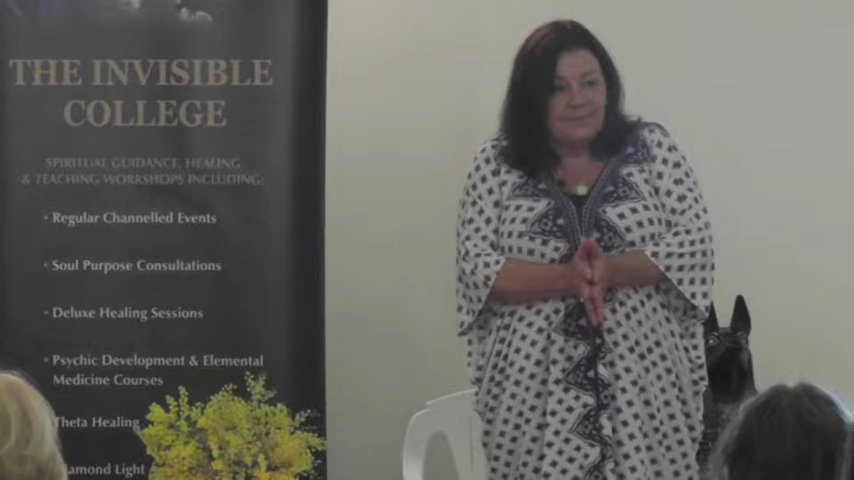 THE INVISIBLE
COLLEGE
SPIRITUAL GUIDANCE, HEALING
& TEACHING WORKSHOPS INCLUDING:
• Regular Channelled Events
• Soul Purpose Consultations
• Deluxe Healing Sessions
• Psychic Development & Elemental
Medicine Courses
Theta Healing
Light